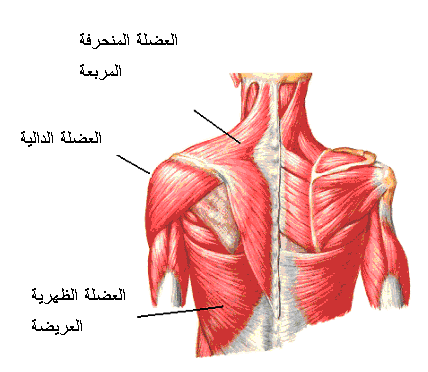 العضلة المنحرفة
المربعة
العضلة الدالية
العضلة الظهرية
العريضة